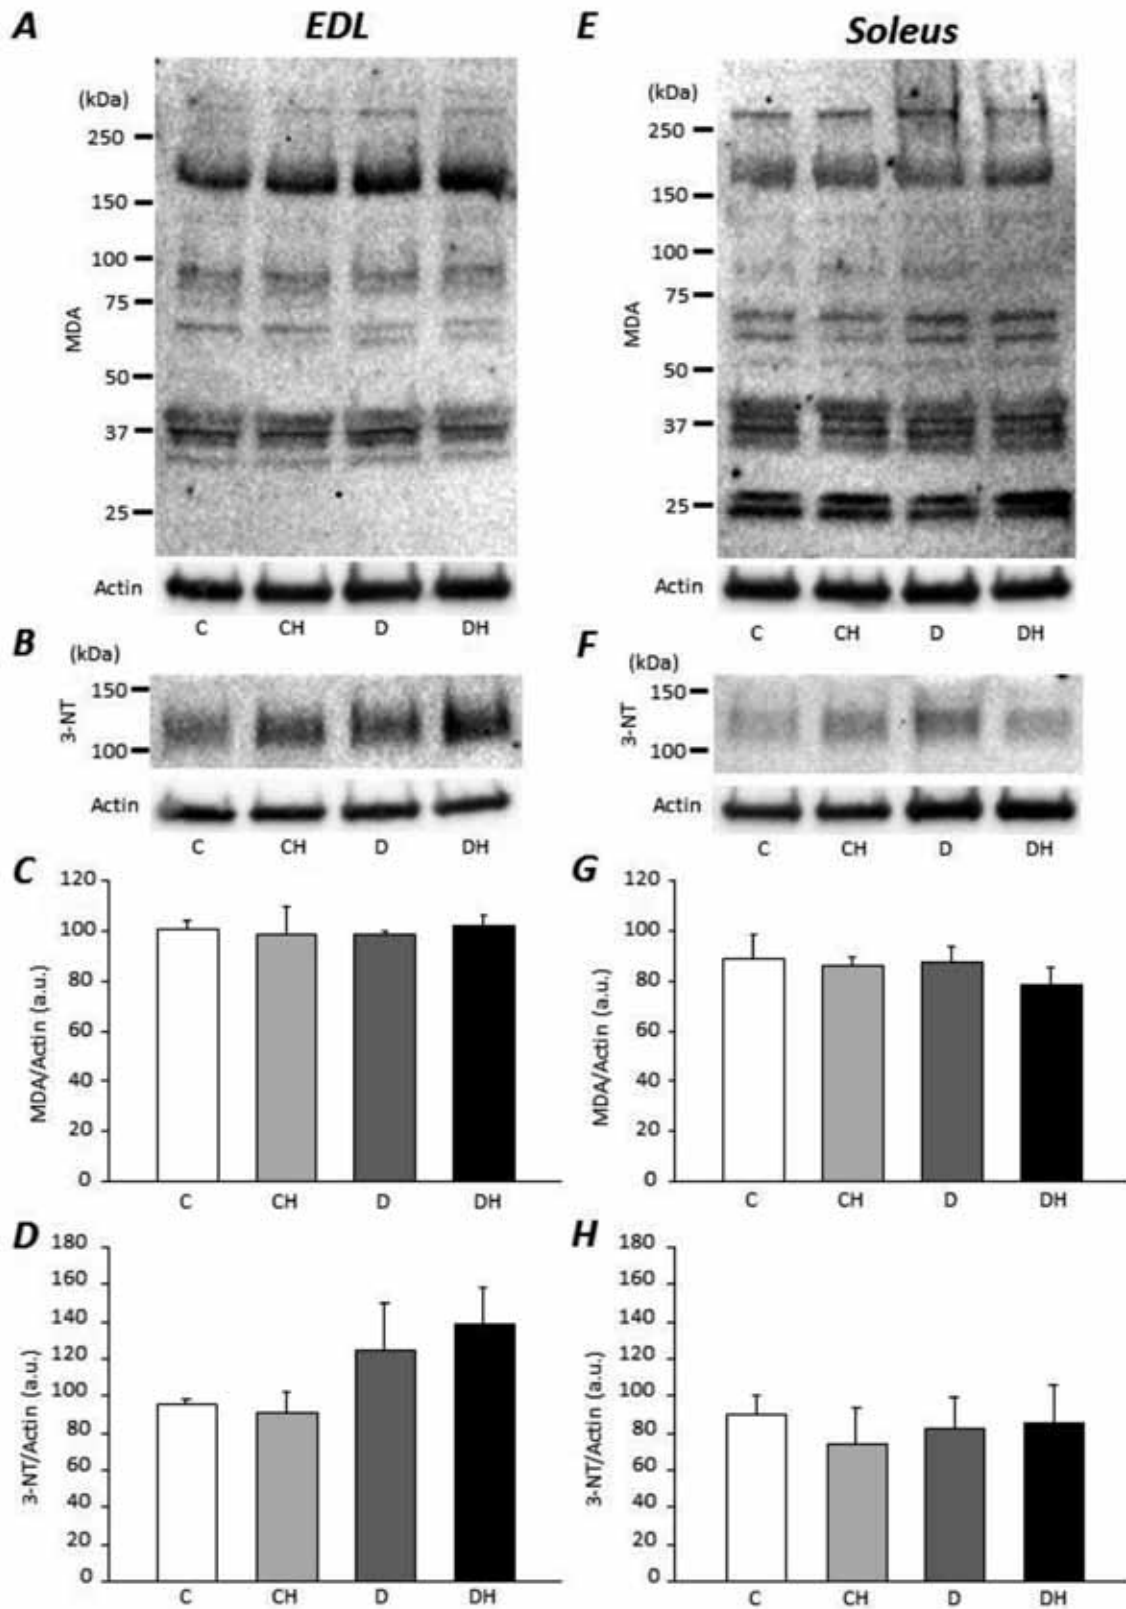 A EDL
(kDa)
250
150
100
75
50
37
25
MDA
Actin
C CH D DH
B
(kDa)
150
100
3-NT
Actin
C CH D DH
C
120
100
80
60
40
20
0
MDA/Actin (a.u.)
C CH D DH
D
180
160
140
120
100
80
60
40
20
0
3-NT/Actin (a.u.)
C CH D DH
E Soleus
(kDa)
250
150
100
75
50
37
25
MDA
Actin
C CH D DH
F
(kDa)
150
100
3-NT
Actin
C CH D DH
G
120
100
80
60
40
20
0
MDA/Actin (a.u.)
C CH D DH
H
180
160
140
120
100
80
60
40
20
0
3-NT/Actin (a.u.)
C CH D DH